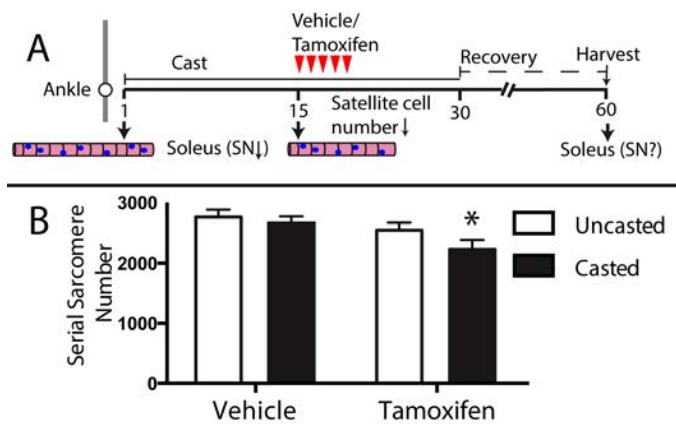 A
Vehicle/
Tamoxifen
Cast
Recovery
Harvest
Ankle
1
15
Satellite cell
number↓
30
60
Soleus (SN↓)
Soleus (SN?)
B
Serial Sarcomere
Number
3000
2000
1000
0
*
Uncasted
Casted
Vehicle
Tamoxifen